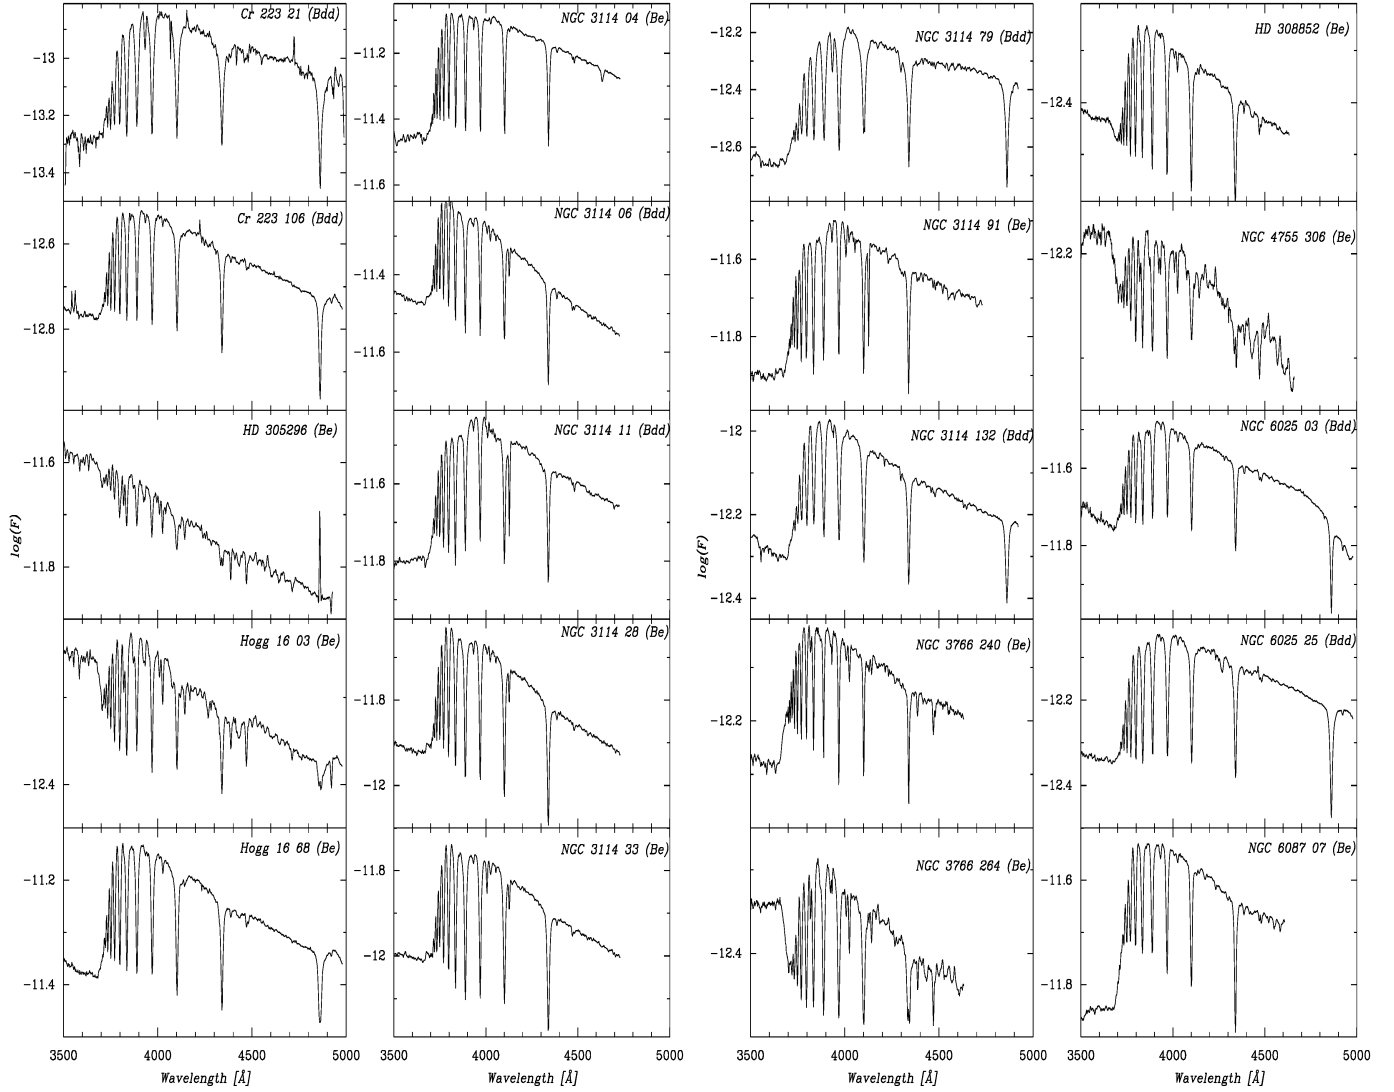 Cr 223 21 (Bdd)
-13
-13.2
-13.4
Cr 223 106 (Bdd)
-12.6
-12.8
HD 305296 (Be)
-11.6
-11.8
log(F)
Hogg 16 03 (Be)
-12.4
Hogg 16 68 (Be)
-11.2
-11.4
3500 4000 4500 5000
Wavelength [Å]
NGC 3114 04 (Be)
-11.2
-11.4
-11.6
NGC 3114 06 (Bdd)
-11.4
-11.6
NGC 3114 11 (Bdd)
-11.6
-11.8
NGC 3114 28 (Be)
-11.8
-12
NGC 3114 33 (Be)
-11.8
-12
3500 4000 4500 5000
Wavelength [Å]
NGC 3114 79 (Bdd)
-12.2
-12.4
-12.6
NGC 3114 91 (Be)
-11.6
-11.8
NGC 3114 132 (Bdd)
-12
-12.2
-12.4
log(F)
NGC 3766 240 (Be)
-12.2
NGC 3766 264 (Be)
-12.4
3500 4000 4500 5000
Wavelength [Å]
HD 308852 (Be)
-12.4
NGC 4755 306 (Be)
-12.2
NGC 6025 03 (Bdd)
-11.6
-11.8
NGC 6025 25 (Bdd)
-12.2
-12.4
NGC 6087 07 (Be)
-11.6
-11.8
3500 4000 4500 5000
Wavelength [Å]